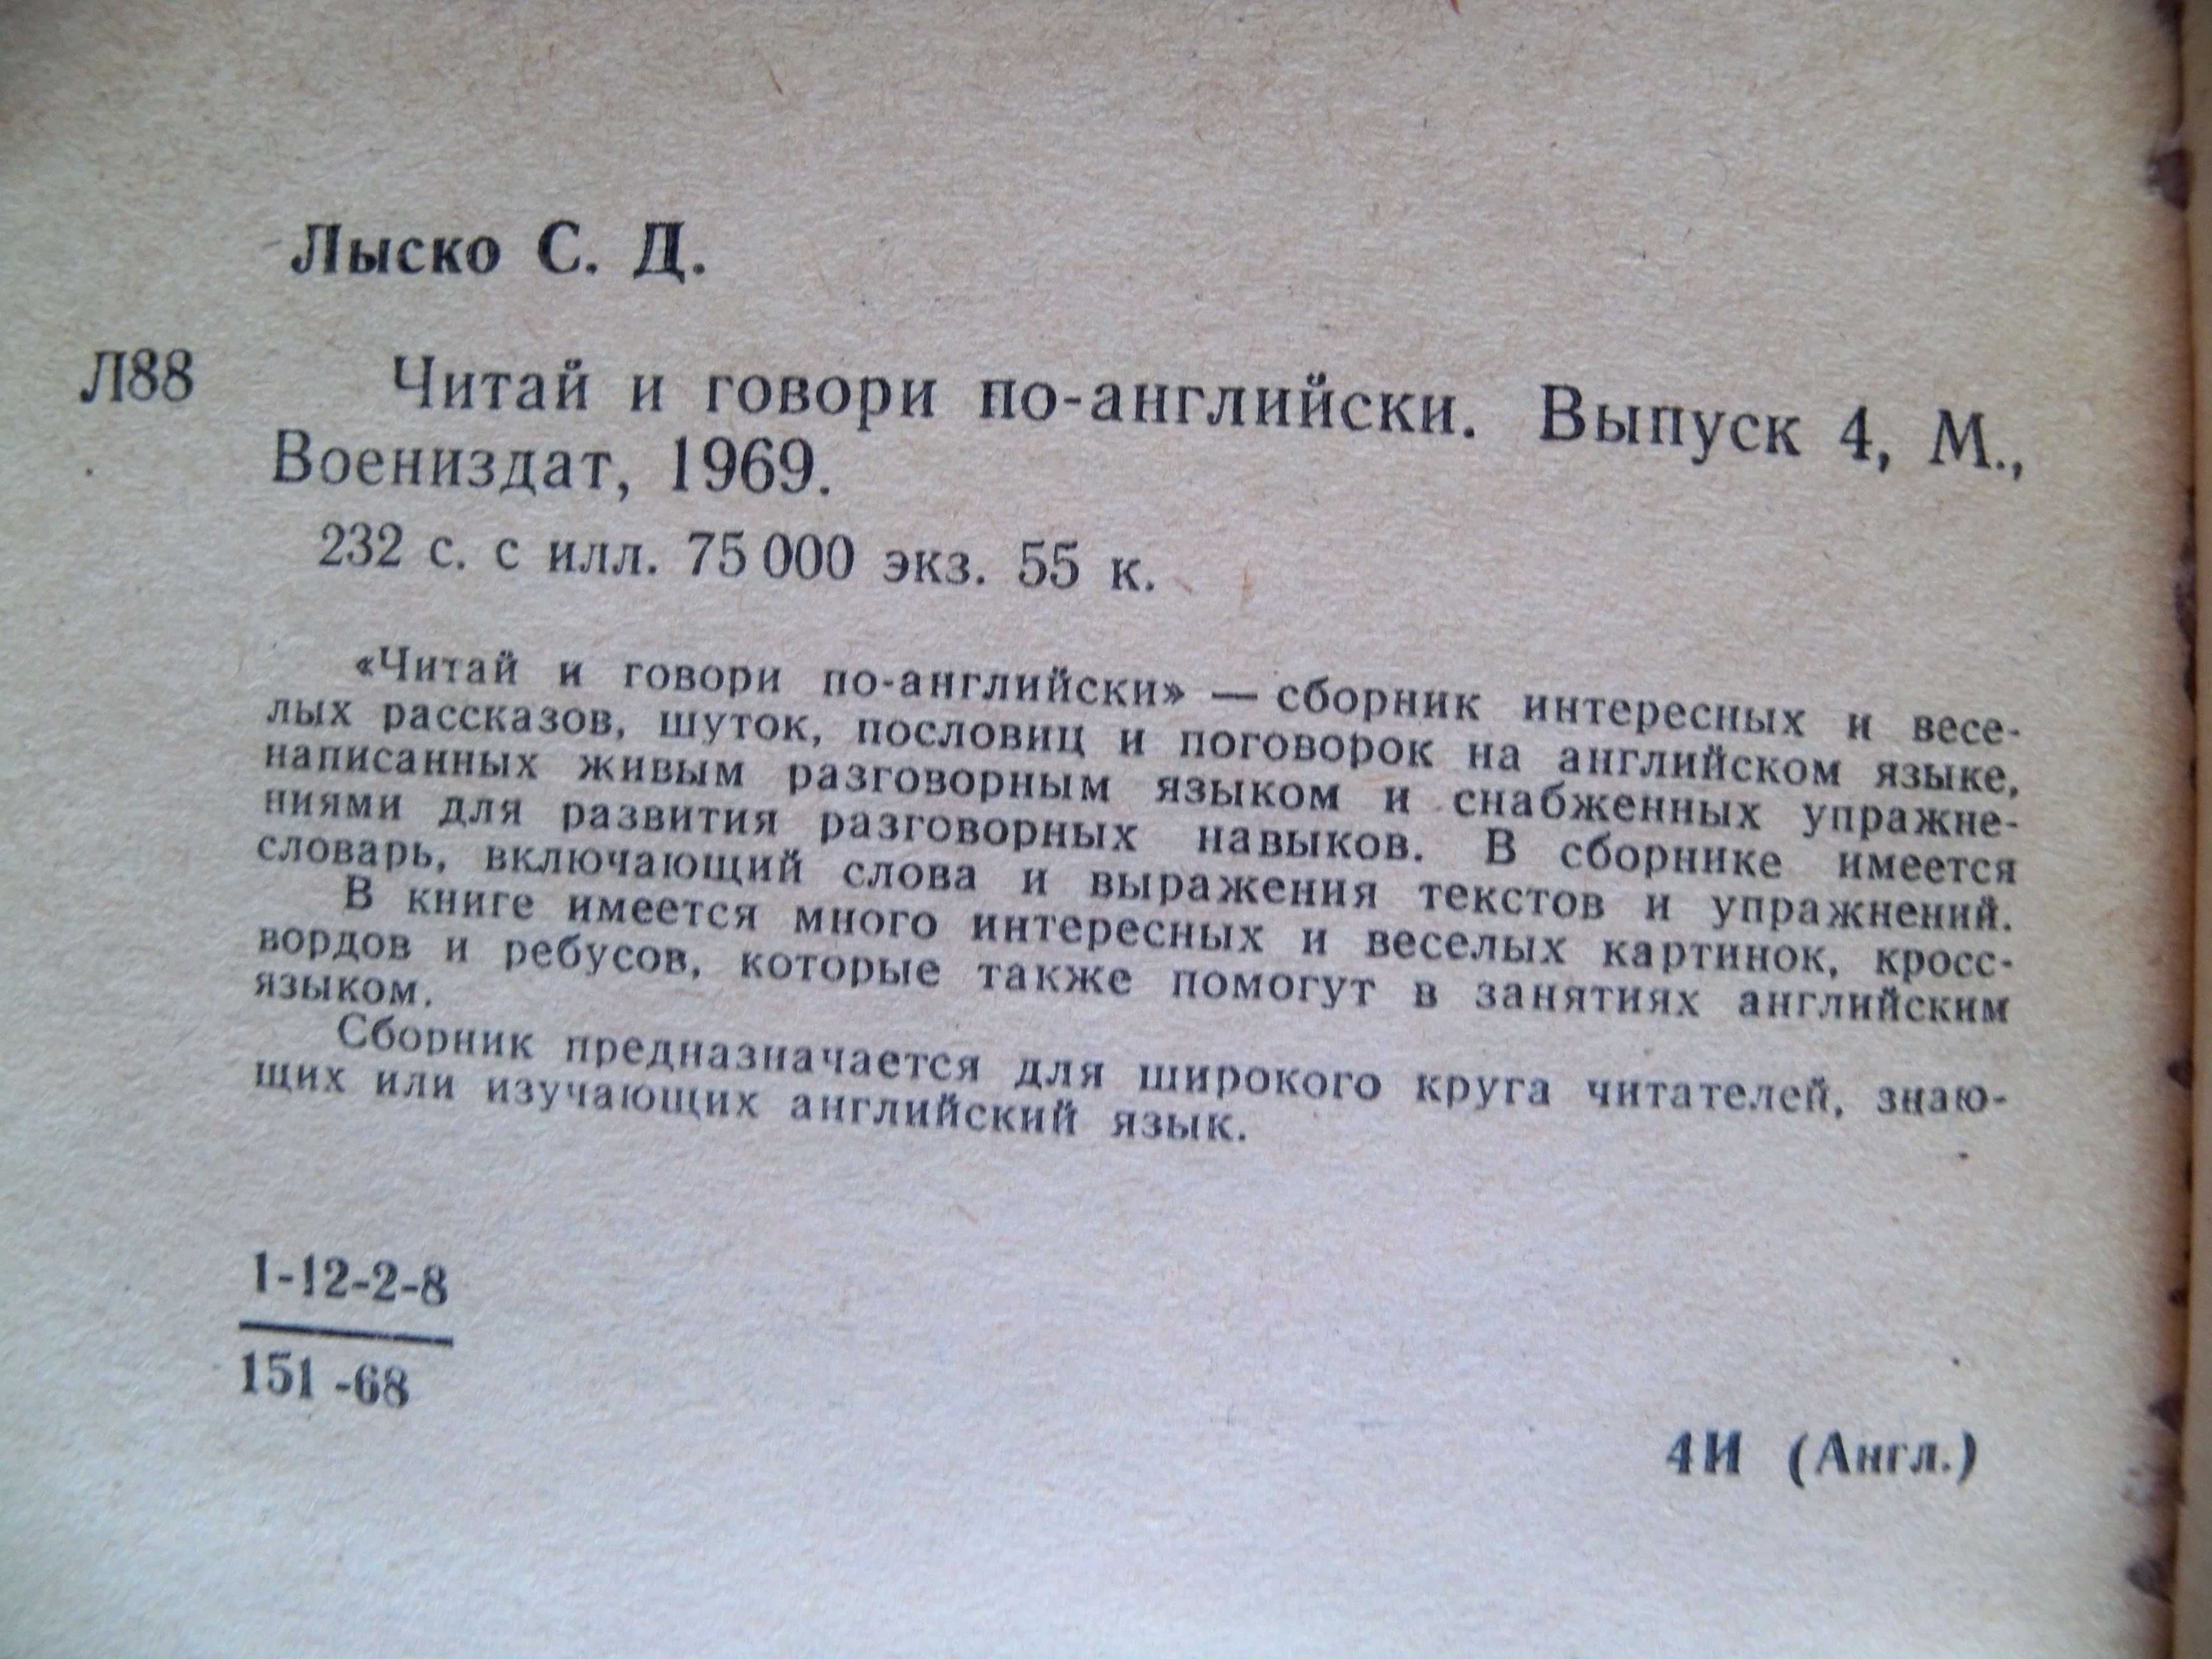 Лыско С. Д.
Л88 Читай и говори по-английски. Выпуск 4, М.,
Воениздат, 1969.
232 с. с илл. 75 000 экз. 55 к.
«Читай и говори по-английски» — сборник интересных и весе-
лых рассказов, шуток, пословиц и поговорок на английском языке,
написанных живым разговорным языком и снабженных упражне-
ниями для развития разговорных навыков. В сборнике имеется
словарь, включающий слова и выражения текстов и упражнений.
В книге имеется много интересных и веселых картинок, кросс-
вордов и ребусов, которые также помогут в занятиях английским
языком.
Сборник предназначается для широкого круга читателей, знаю-
щих или изучающих английский язык.
1-12-2-8
151-68
4И (Англ.)